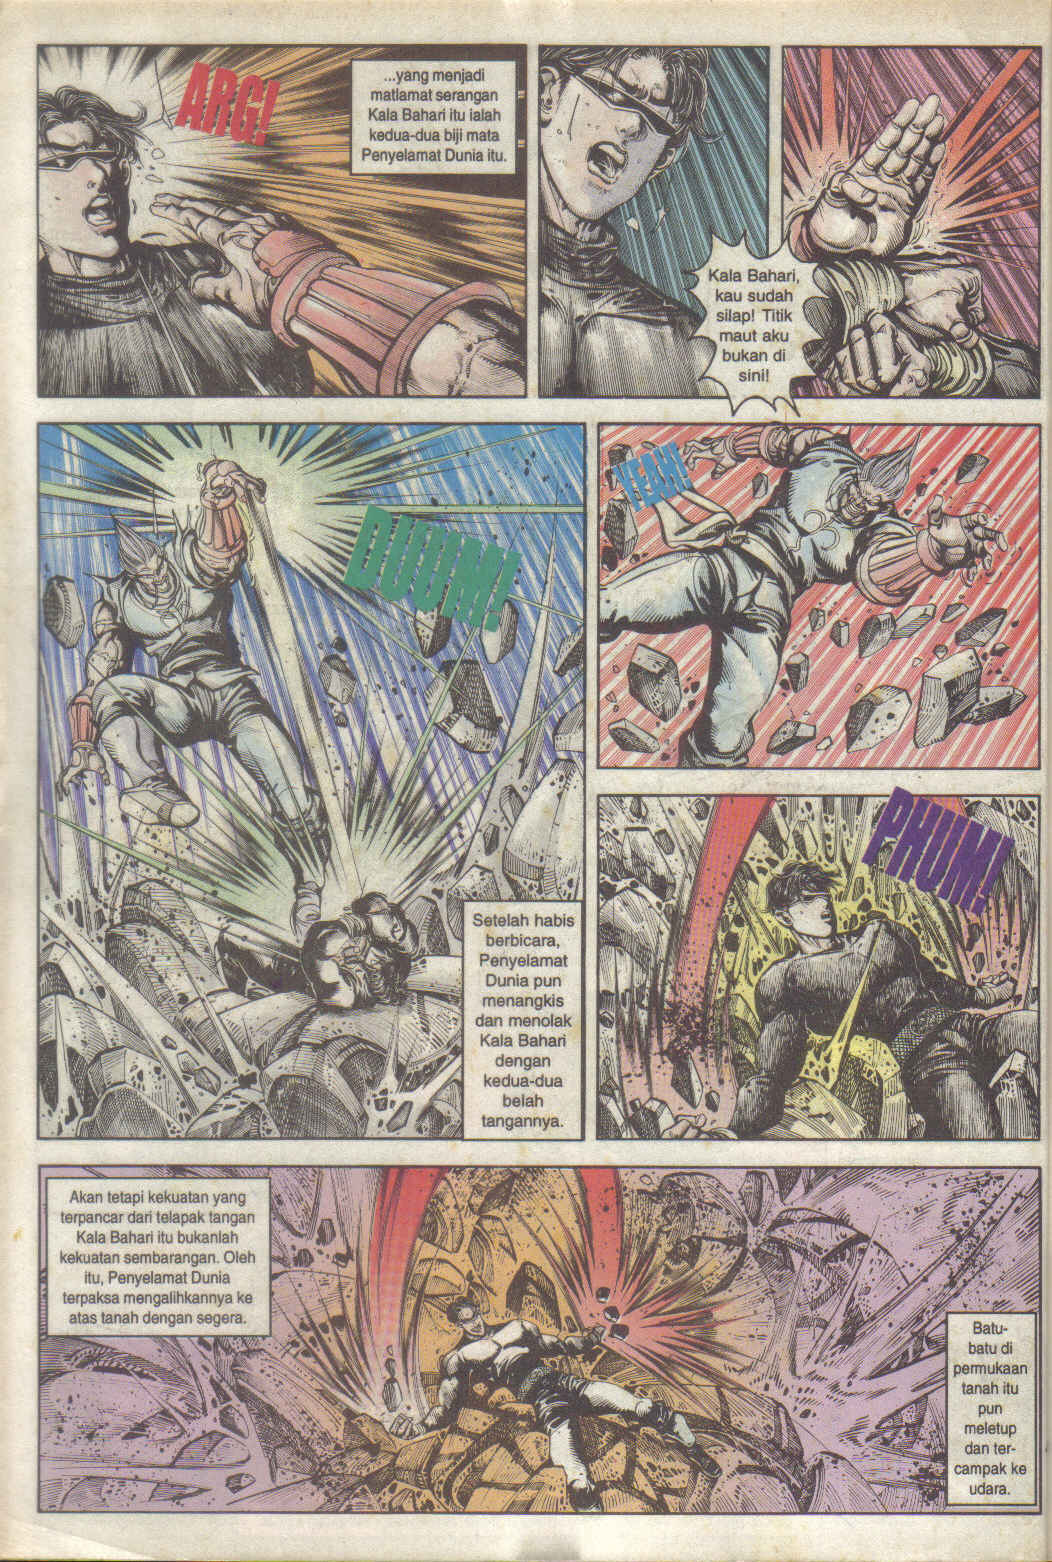 ARG!
...yang menjadi
matlamat serangan
Kala Bahari itu ialah
kedua-dua biji mata
Penyelamat Dunia itu.
Kala Bahari,
kau sudah
silap! Titik
maut aku
bukan di
sini!
DUUM!
Setelah habis
berbicara,
Penyelamat
Dunia pun
menangkis
dan menolak
Kala Bahari
dengan
kedua-dua
belah
tangannya.
YEAH!
PHUM!
Akan tetapi kekuatan yang
terpancar dari telapak tangan
Kala Bahari itu bukanlah
kekuatan sembarangan. Oleh
itu, Penyelamat Dunia
terpaksa mengalihkannya ke
atas tanah dengan segera.
Batu-
batu di
permukaan
tanah itu
pun
meletup
dan ter-
campak ke
udara.